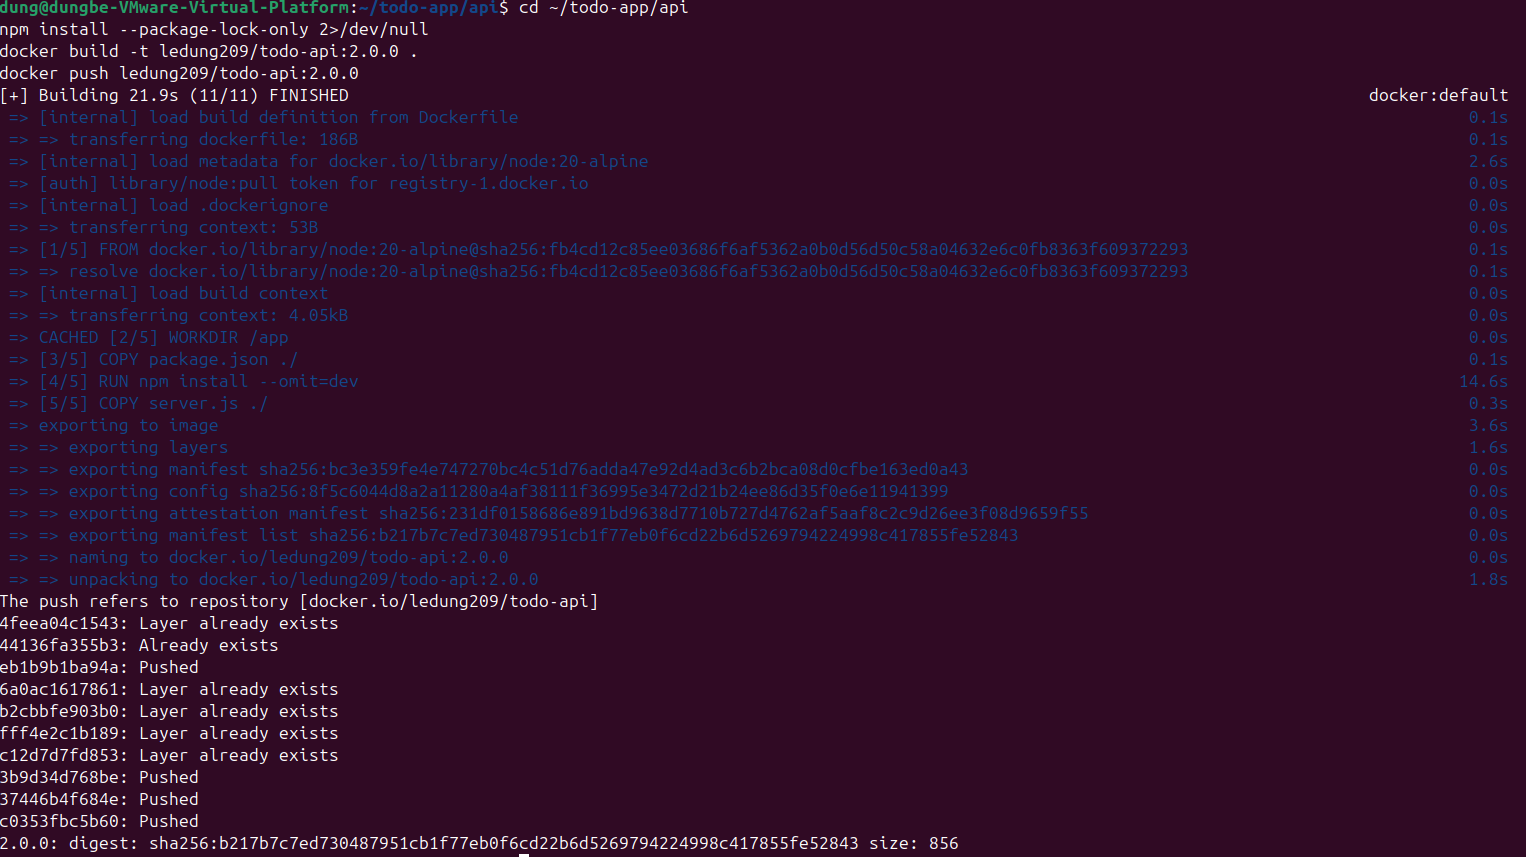 dung@dungbe-VMware-Virtual-Platform:~/todo-app/api$ cd ~/todo-app/api
npm install --package-lock-only 2>/dev/null
docker build -t ledung209/todo-api:2.0.0 .
docker push ledung209/todo-api:2.0.0
[+] Building 21.9s (11/11) FINISHED docker:default
=> [internal] load build definition from Dockerfile 0.1s
=> => transferring dockerfile: 186B 0.1s
=> [internal] load metadata for docker.io/library/node:20-alpine 2.6s
=> [auth] library/node:pull token for registry-1.docker.io 0.0s
=> [internal] load .dockerignore 0.0s
=> => transferring context: 53B 0.0s
=> [1/5] FROM docker.io/library/node:20-alpine@sha256:fb4cd12c85ee03686f6af5362a0b0d56d50c58a04632e6c0fb8363f609372293 0.1s
=> => resolve docker.io/library/node:20-alpine@sha256:fb4cd12c85ee03686f6af5362a0b0d56d50c58a04632e6c0fb8363f609372293 0.1s
=> [internal] load build context 0.0s
=> => transferring context: 4.05kB 0.0s
=> CACHED [2/5] WORKDIR /app 0.0s
=> [3/5] COPY package.json ./ 0.1s
=> [4/5] RUN npm install --omit=dev 14.6s
=> [5/5] COPY server.js ./ 0.3s
=> exporting to image 3.6s
=> => exporting layers 1.6s
=> => exporting manifest sha256:bc3e359fe4e747270bc4c51d76adda47e92d4ad3c6b2bca08d0cfbe163ed0a43 0.0s
=> => exporting config sha256:8f5c6044d8a2a11280a4af38111f36995e3472d21b24ee86d35f0e6e11941399 0.0s
=> => exporting attestation manifest sha256:231df0158686e891bd9638d7710b727d4762af5aaf8c2c9d26ee3f08d9659f55 0.0s
=> => exporting manifest list sha256:b217b7c7ed730487951cb1f77eb0f6cd22b6d5269794224998c417855fe52843 0.0s
=> => naming to docker.io/ledung209/todo-api:2.0.0 0.0s
=> => unpacking to docker.io/ledung209/todo-api:2.0.0 1.8s
The push refers to repository [docker.io/ledung209/todo-api]
4feea04c1543: Layer already exists
44136fa355b3: Already exists
eb1b9b1ba94a: Pushed
6a0ac1617861: Layer already exists
b2cbbfe903b0: Layer already exists
fff4e2c1b189: Layer already exists
c12d7d7fd853: Layer already exists
3b9d34d768be: Pushed
37446b4f684e: Pushed
c0353fbc5b60: Pushed
2.0.0: digest: sha256:b217b7c7ed730487951cb1f77eb0f6cd22b6d5269794224998c417855fe52843 size: 856